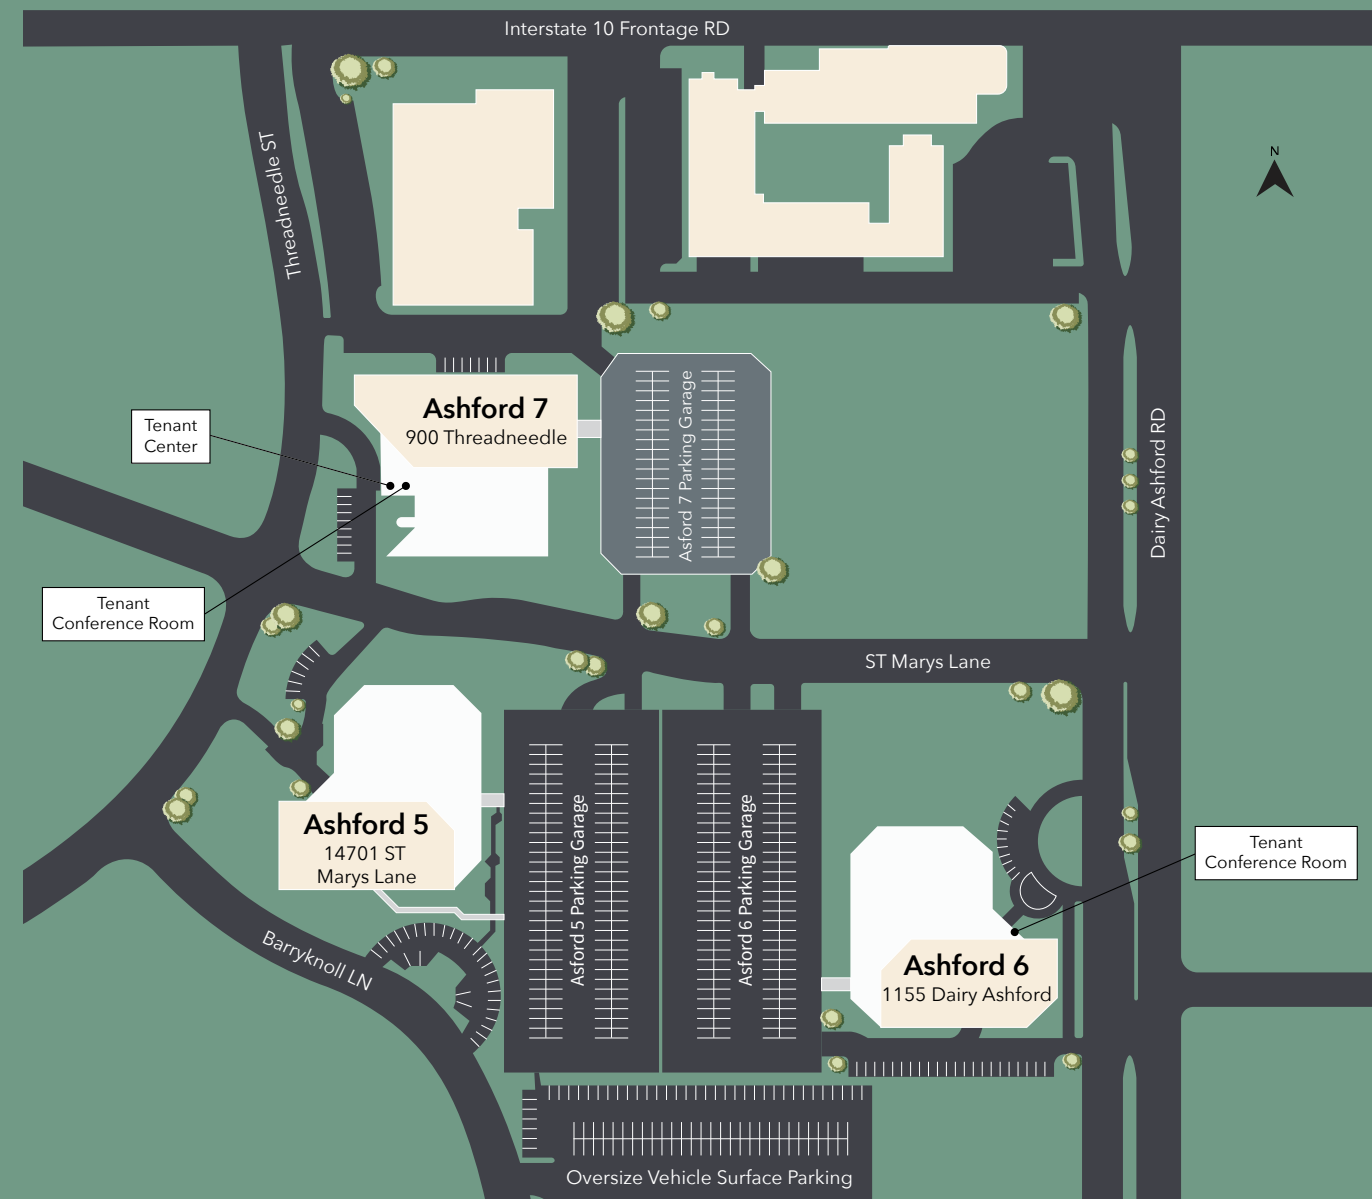 Interstate 10 Frontage RD
Threadneedle ST
N
Ashford 7
900 Threadneedle
Asford 7 Parking Garage
Tenant
Center
Dairy Ashford RD
Tenant
Conference Room
ST Marys Lane
Ashford 5
14701 ST
Marys Lane
Asford 5 Parking Garage
Asford 6 Parking Garage
Tenant
Conference Room
Barryknoll LN
Ashford 6
1155 Dairy Ashford
Oversize Vehicle Surface Parking